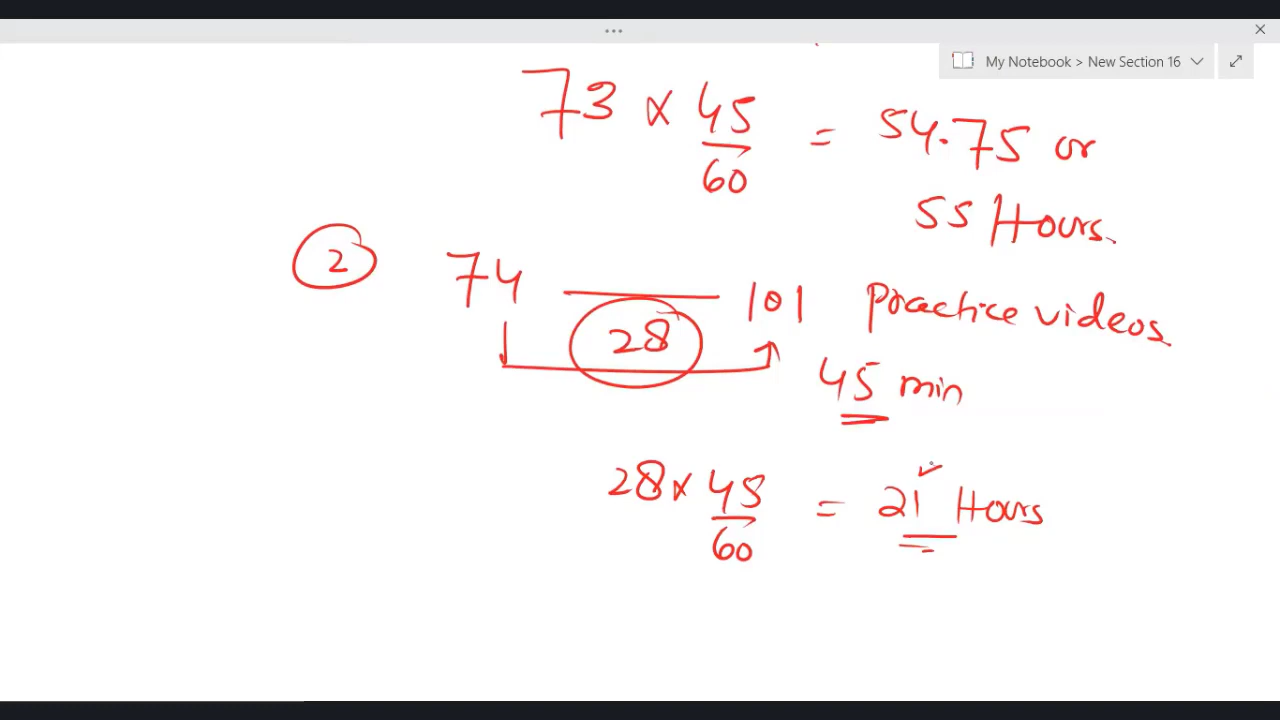 My Notebook > New Section 16
73 × 45/60 = 54.75 or
55 Hours.
2 74 — 101 Practice videos
28
45 min
28 × 45/60 = 21 Hours